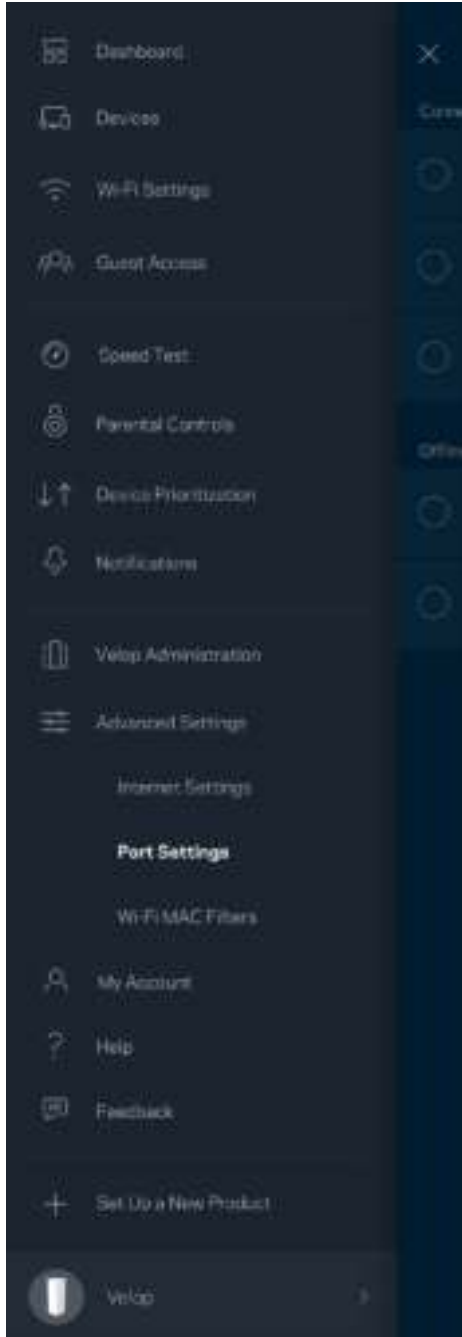 Dashboard
Devices
Wi-Fi Settings
Guest Access
Speed Test
Parental Controls
Device Prioritization
Notifications
Velop Administration
Advanced Settings
Internet Settings
Port Settings
Wi-Fi MAC Filters
My Account
Help
Feedback
Set Up a New Product
Velop